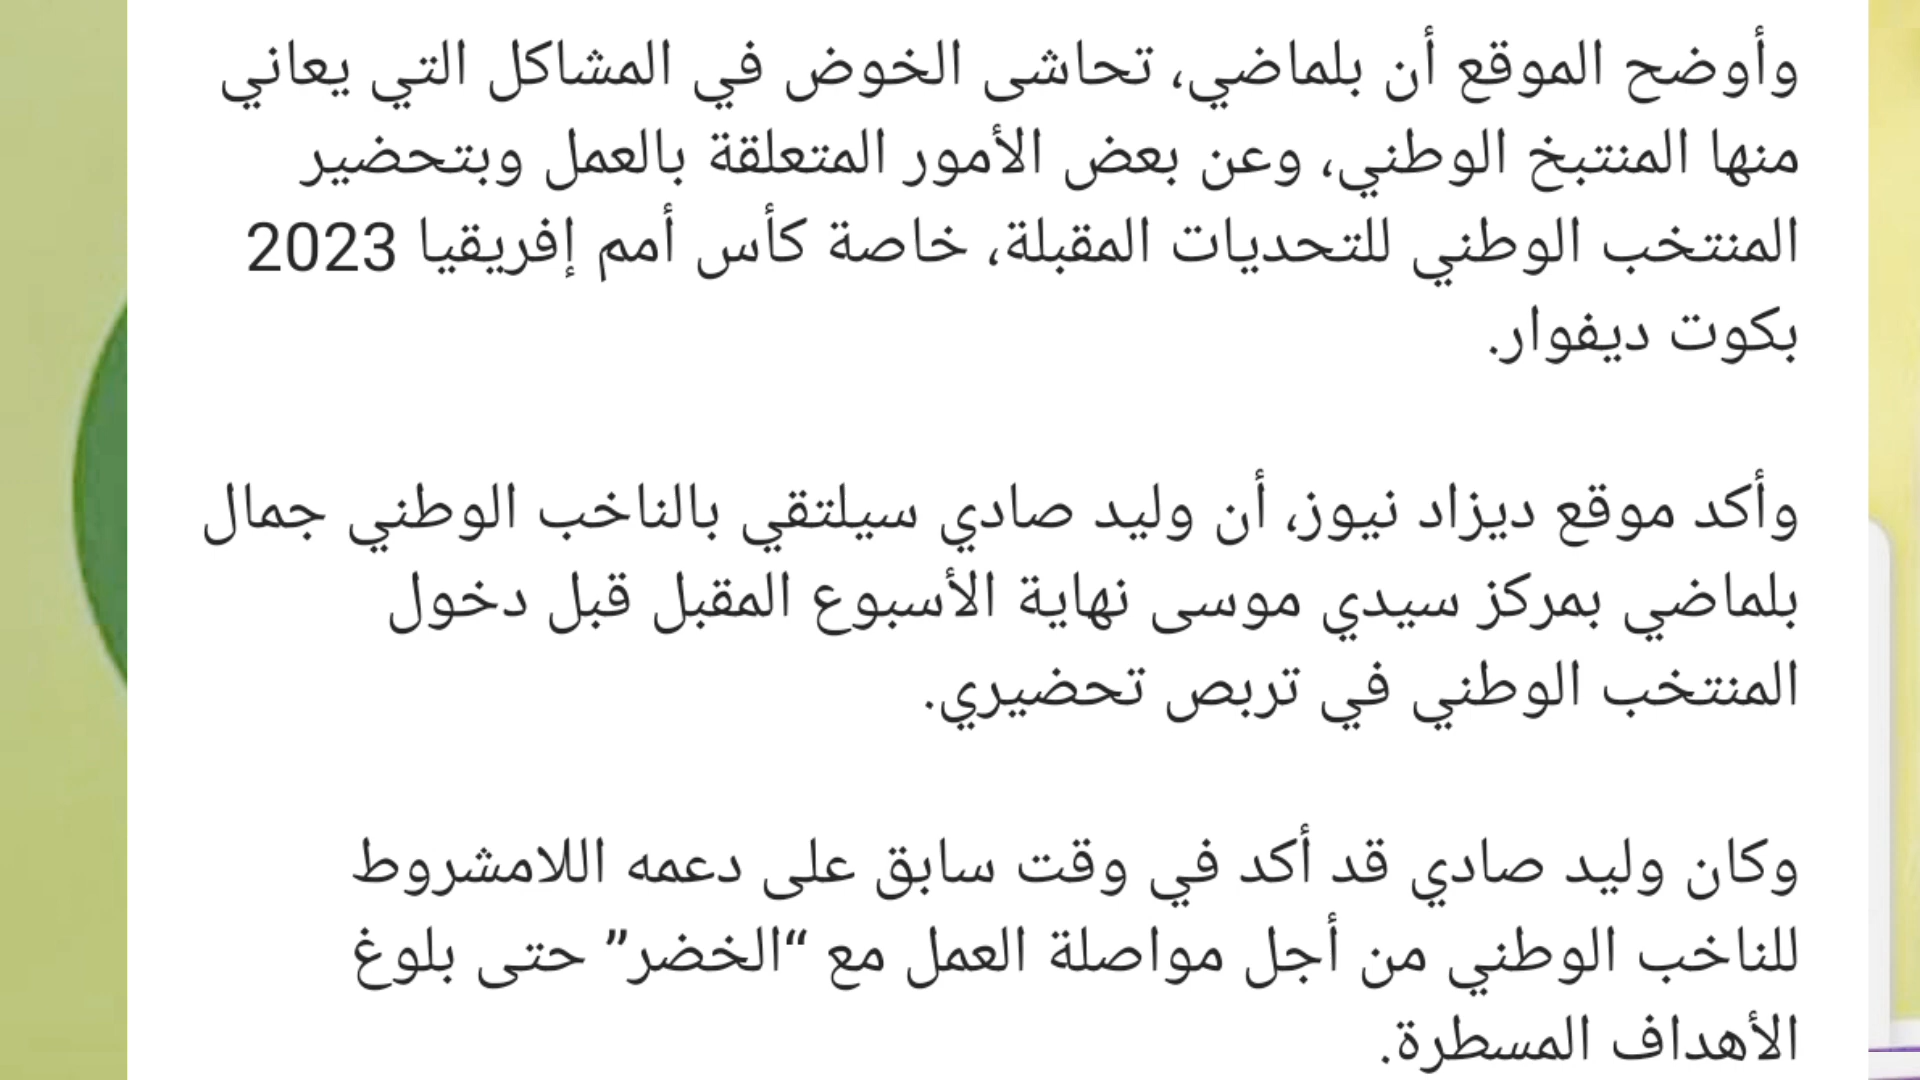 وأوضح الموقع أن بلماضي، تحاشى الخوض في المشاكل التي يعاني
منها المنتبخ الوطني، وعن بعض الأمور المتعلقة بالعمل وبتحضير
المنتخب الوطني للتحديات المقبلة، خاصة كأس أمم إفريقيا 2023
بكوت ديفوار.
وأكد موقع ديزاد نيوز، أن وليد صادي سيلتقي بالناخب الوطني جمال
بلماضي بمركز سيدي موسى نهاية الأسبوع المقبل قبل دخول
المنتخب الوطني في تربص تحضيري.
وكان وليد صادي قد أكد في وقت سابق على دعمه اللامشروط
للناخب الوطني من أجل مواصلة العمل مع “الخضر” حتى بلوغ
الأهداف المسطرة.